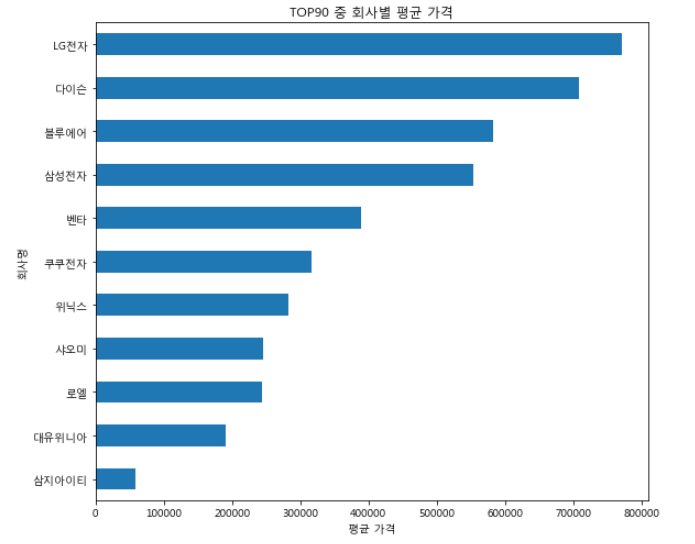 TOP90 중 회사별 평균 가격
LG전자
다이슨
블루에어
삼성전자
벤타
쿠쿠전자
위닉스
샤오미
로엘
대유위니아
삼지아이티
회사명
0 100000 200000 300000 400000 500000 600000 700000 800000
평균 가격